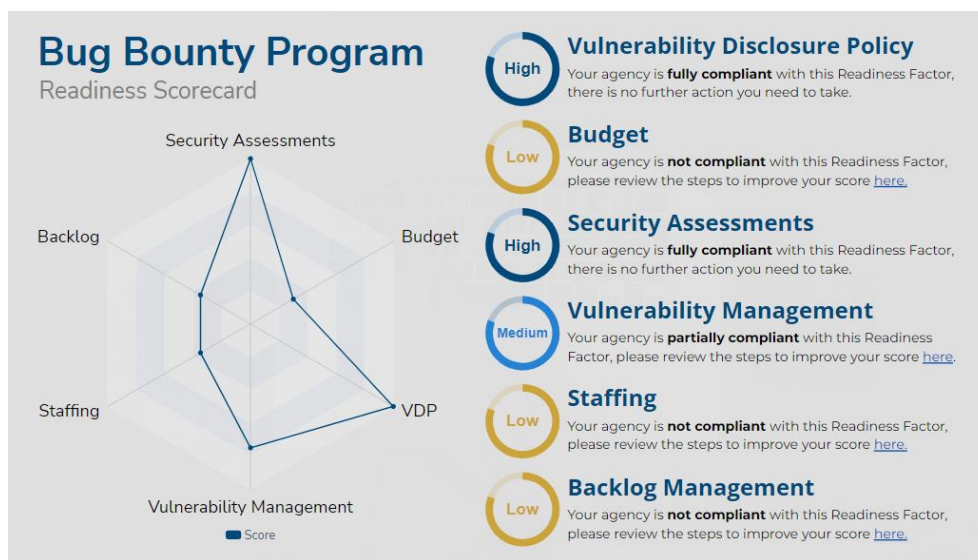 Bug Bounty Program
Readiness Scorecard
Security Assessments
Backlog
Budget
Staffing
VDP
Vulnerability Management
Score
High
Vulnerability Disclosure Policy
Your agency is fully compliant with this Readiness Factor,
there is no further action you need to take.
Low
Budget
Your agency is not compliant with this Readiness Factor,
please review the steps to improve your score here.
High
Security Assessments
Your agency is fully compliant with this Readiness Factor,
there is no further action you need to take.
Medium
Vulnerability Management
Your agency is partially compliant with this Readiness
Factor, please review the steps to improve your score here.
Low
Staffing
Your agency is not compliant with this Readiness Factor,
please review the steps to improve your score here.
Low
Backlog Management
Your agency is not compliant with this Readiness Factor,
please review the steps to improve your score here.